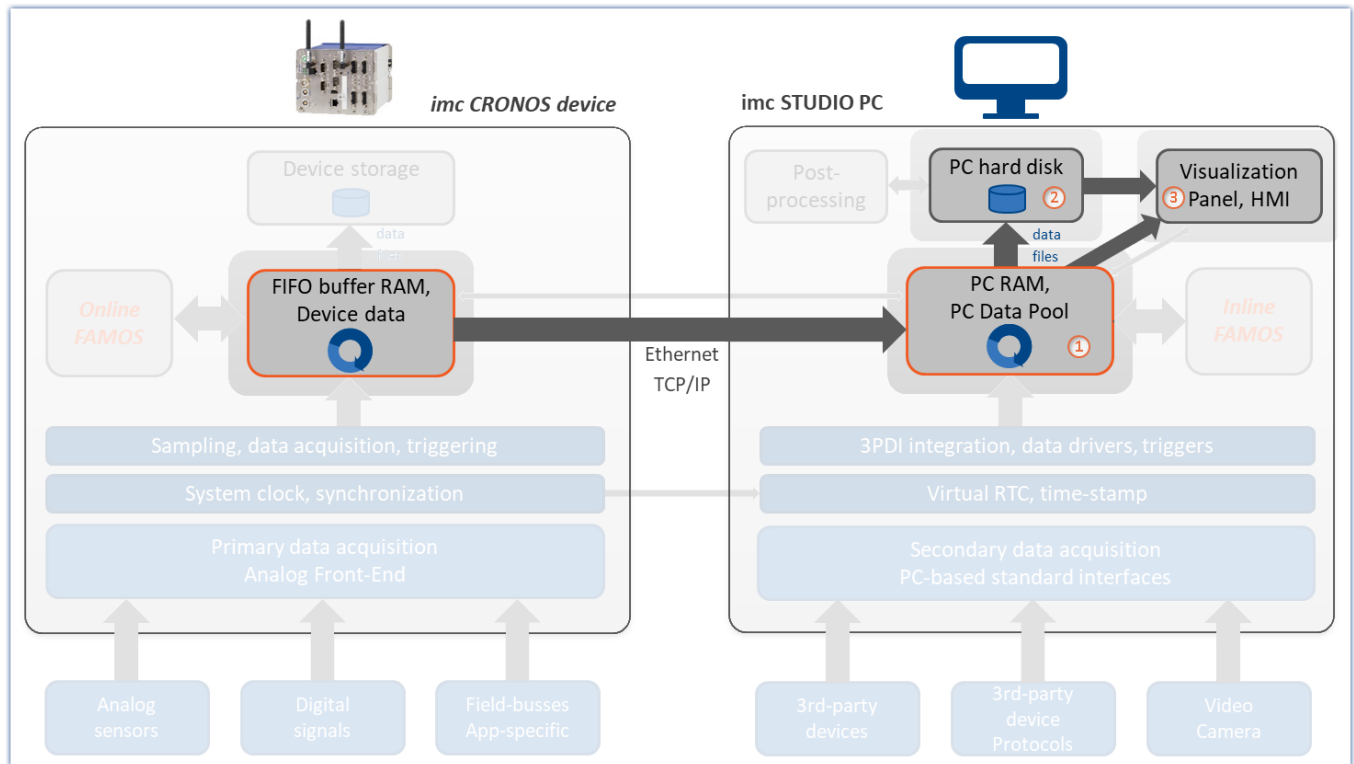 imc CRONOS device
imc STUDIO PC
Device storage
data
files
Online
FAMOS
FIFO buffer RAM,
Device data
Sampling, data acquisition, triggering
System clock, synchronization
Primary data acquisition
Analog Front-End
Analog
sensors
Digital
signals
Field-busses
App-specific
Ethernet
TCP/IP
Post-
processing
PC hard disk
2
Visualization
3
Panel, HMI
data
files
PC RAM,
PC Data Pool
1
Inline
FAMOS
3PDI integration, data drivers, triggers
Virtual RTC, time-stamp
Secondary data acquisition
PC-based standard interfaces
3rd-party
devices
3rd-party
device
Protocols
Video
Camera